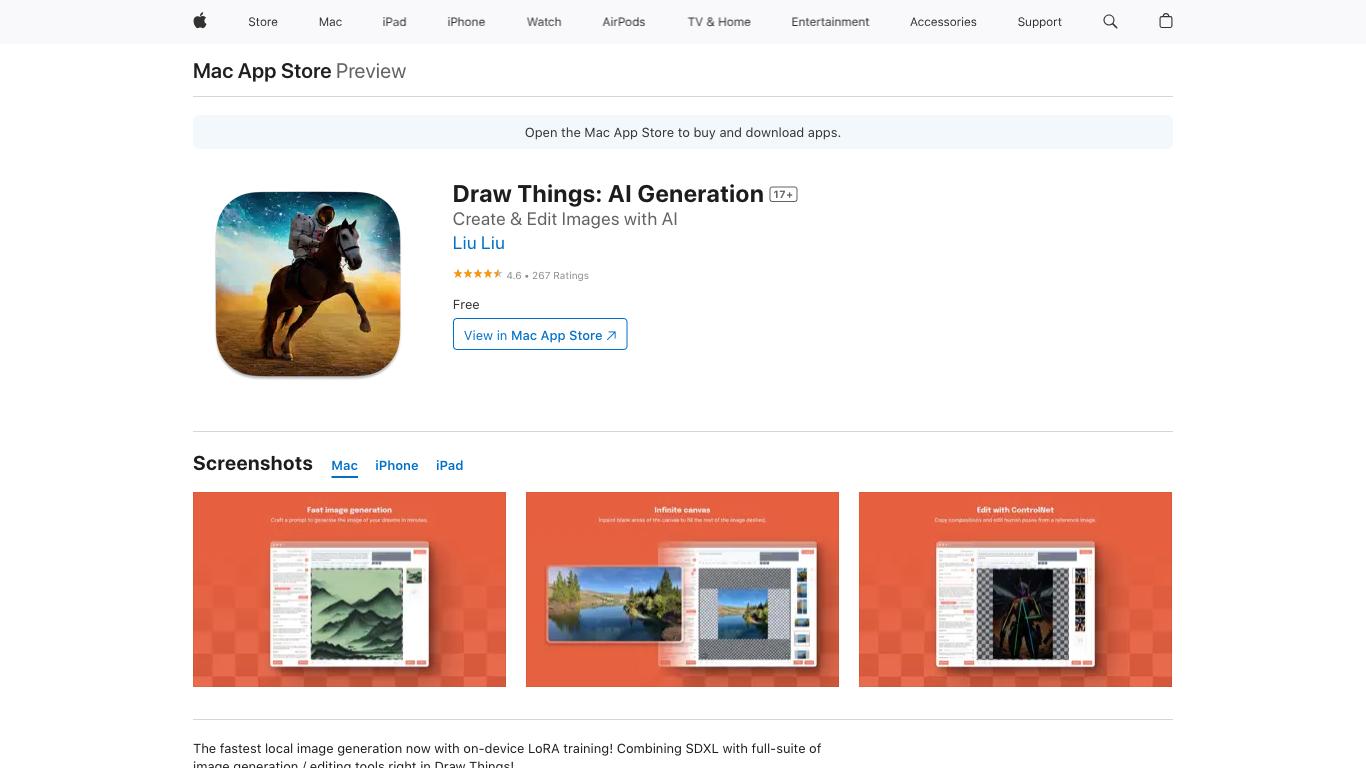 Store Mac iPad iPhone Watch AirPods TV & Home Entertainment Accessories Support
Mac App Store Preview
Open the Mac App Store to buy and download apps.
Draw Things: AI Generation 17+
Create & Edit Images with AI
Liu Liu
4.6 • 267 Ratings
Free
View in Mac App Store
Screenshots Mac iPhone iPad
Fast image generation
Craft a prompt to generate the image of your dreams in minutes.
Infinite canvas
Inpaint blank areas of the canvas to fill the rest of the image desired.
Edit with ControlNet
Copy compositions and edit human poses from a reference image.
The fastest local image generation now with on-device LoRA training! Combining SDXL with full-suite of
image generation / editing tools right in Draw Things!